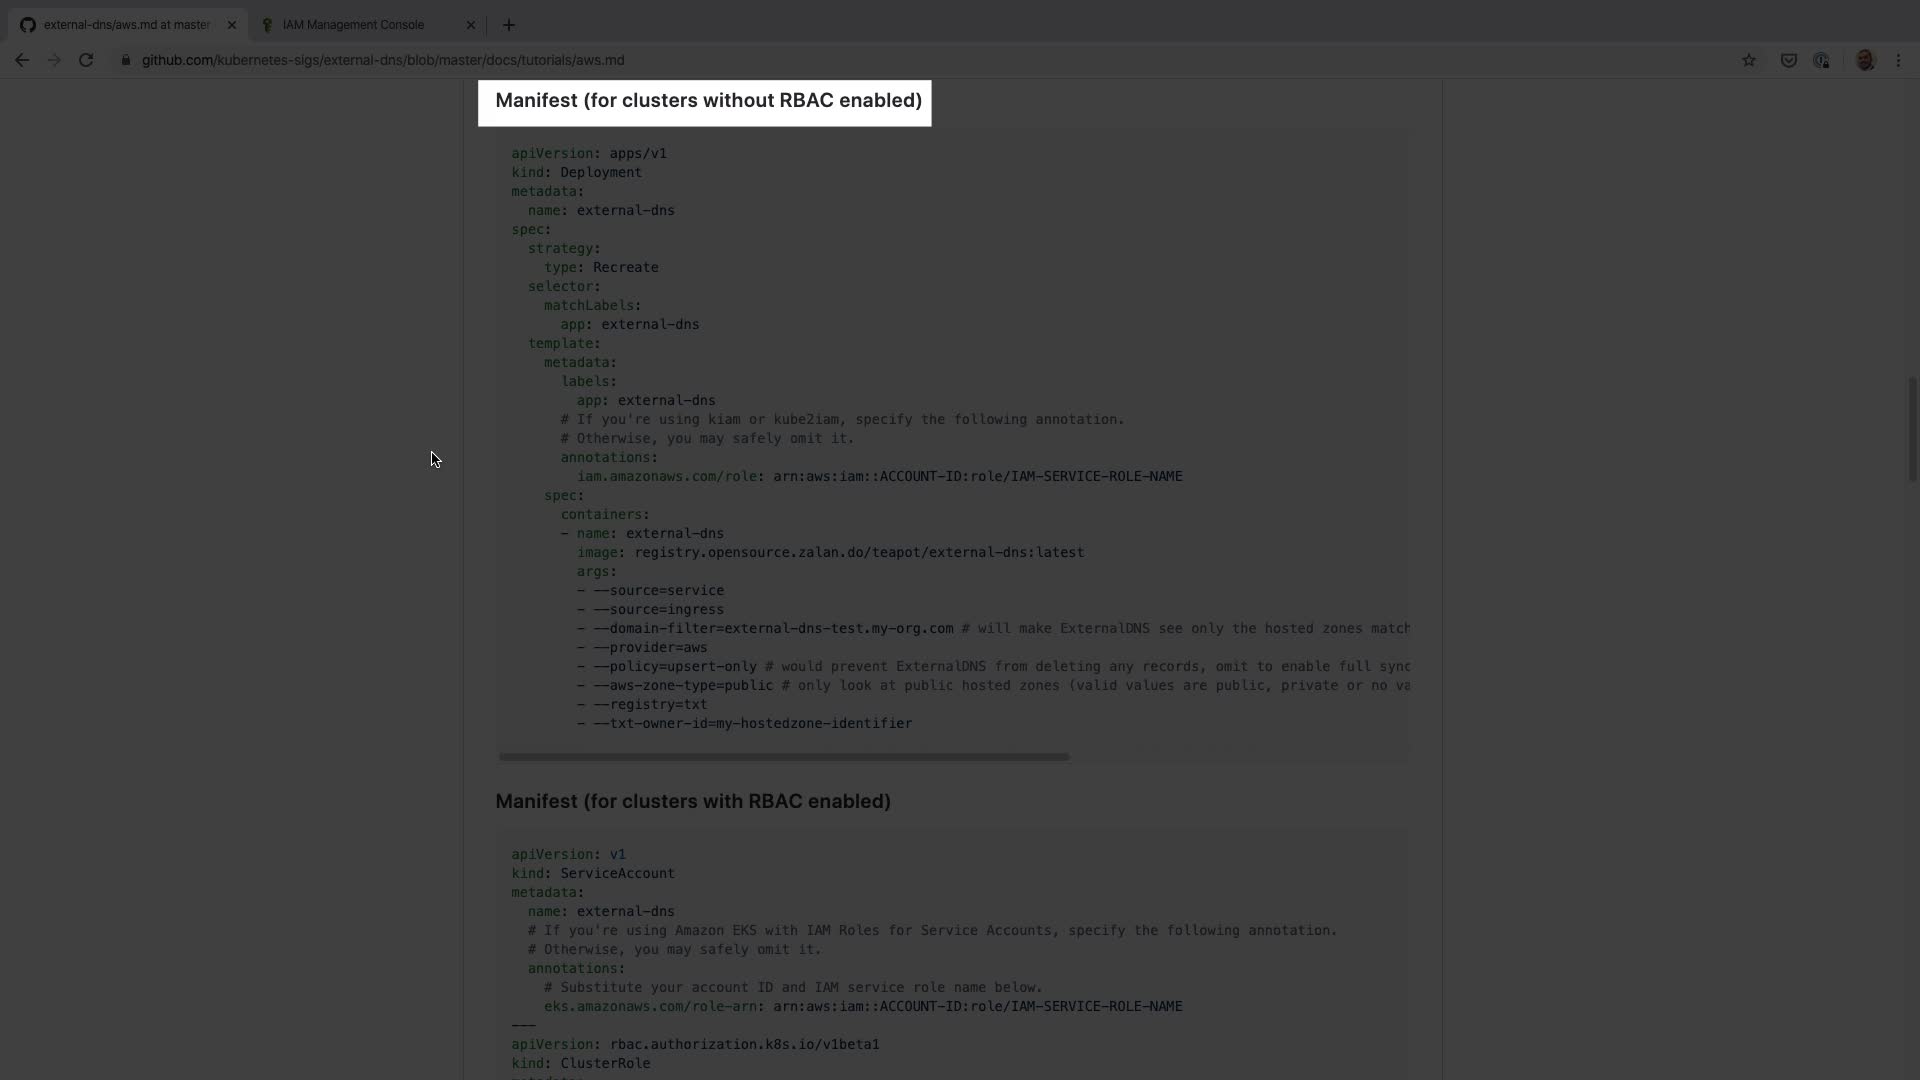 external-dns/aws.md at master
IAM Management Console
github.com/kubernetes-sigs/external-dns/blob/master/docs/tutorials/aws.md
Manifest (for clusters without RBAC enabled)
apiVersion: apps/v1
kind: Deployment
metadata:
  name: external-dns
spec:
  strategy:
    type: Recreate
  selector:
    matchLabels:
      app: external-dns
  template:
    metadata:
      labels:
        app: external-dns
      # If you're using kiam or kube2iam, specify the following annotation.
      # Otherwise, you may safely omit it.
      annotations:
        iam.amazonaws.com/role: arn:aws:iam::ACCOUNT-ID:role/IAM-SERVICE-ROLE-NAME
    spec:
      containers:
      - name: external-dns
        image: registry.opensource.zalan.do/teapot/external-dns:latest
        args:
        - --source=service
        - --source=ingress
        - --domain-filter=external-dns-test.my-org.com # will make ExternalDNS see only the hosted zones match
        - --provider=aws
        - --policy=upsert-only # would prevent ExternalDNS from deleting any records, omit to enable full sync
        - --aws-zone-type=public # only look at public hosted zones (valid values are public, private or no va
        - --registry=txt
        - --txt-owner-id=my-hostedzone-identifier
Manifest (for clusters with RBAC enabled)
apiVersion: v1
kind: ServiceAccount
metadata:
  name: external-dns
  # If you're using Amazon EKS with IAM Roles for Service Accounts, specify the following annotation.
  # Otherwise, you may safely omit it.
  annotations:
    # Substitute your account ID and IAM service role name below.
    eks.amazonaws.com/role-arn: arn:aws:iam::ACCOUNT-ID:role/IAM-SERVICE-ROLE-NAME
---
apiVersion: rbac.authorization.k8s.io/v1beta1
kind: ClusterRole